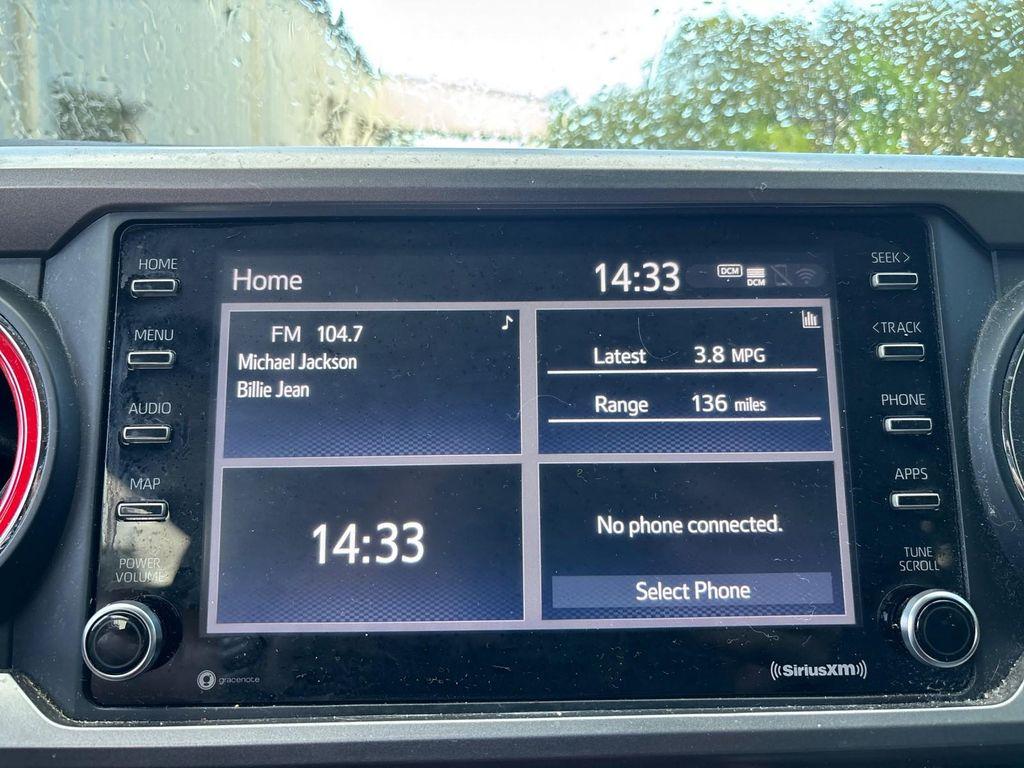 HOME
MENU
AUDIO
MAP
POWER
VOLUME
gracenote
Home
14:33
DCM
DCM
FM 104.7
Michael Jackson
Billie Jean
Latest 3.8 MPG
Range 136 miles
14:33
No phone connected.
Select Phone
SEEK >
< TRACK
PHONE
APPS
TUNE
SCROLL
((SiriusXM))